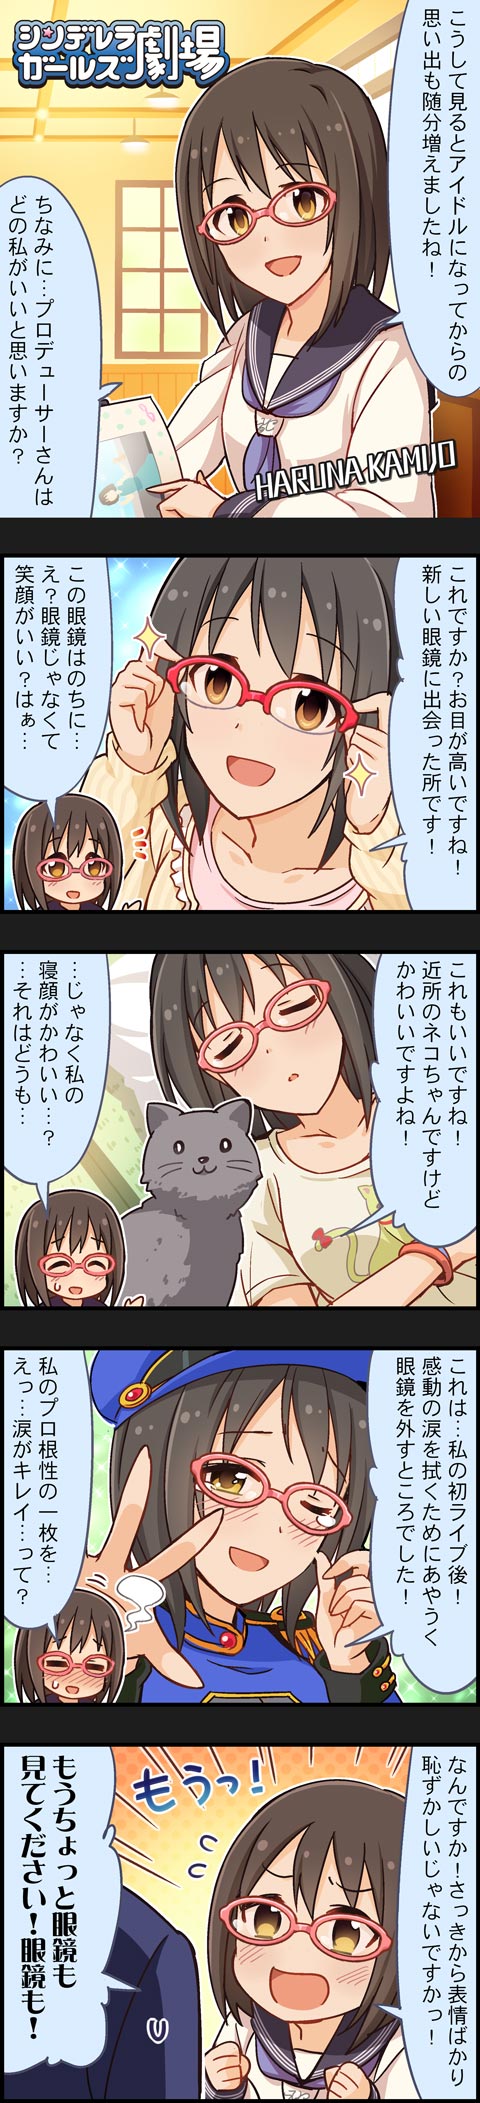 シンデレラ
ガールズ劇場
こうして見るとアイドルになってからの
思い出も随分増えましたね！
ちなみに…プロデューサーさんは
どの私がいいと思いますか？
HARUNA KAMIJO
これですか？お目が高いですね！
新しい眼鏡に出会った所です！
この眼鏡はのちに…
え？眼鏡じゃなくて
笑顔がいい？はぁ…
これもいいですね！
近所のネコちゃんですけど
かわいいですよね！
…じゃなく私の
寝顔がかわいい…？
…それはどうも…
これは…私の初ライブ後！
感動の涙を拭くためにあやうく
眼鏡を外すところでした！
私のプロ根性の一枚を…
えっ…涙がキレイ…って？
なんですか！さっきから表情ばかり
恥ずかしいじゃないですかっ！
もうっ！
もうちょっと眼鏡も
見てください！眼鏡も！